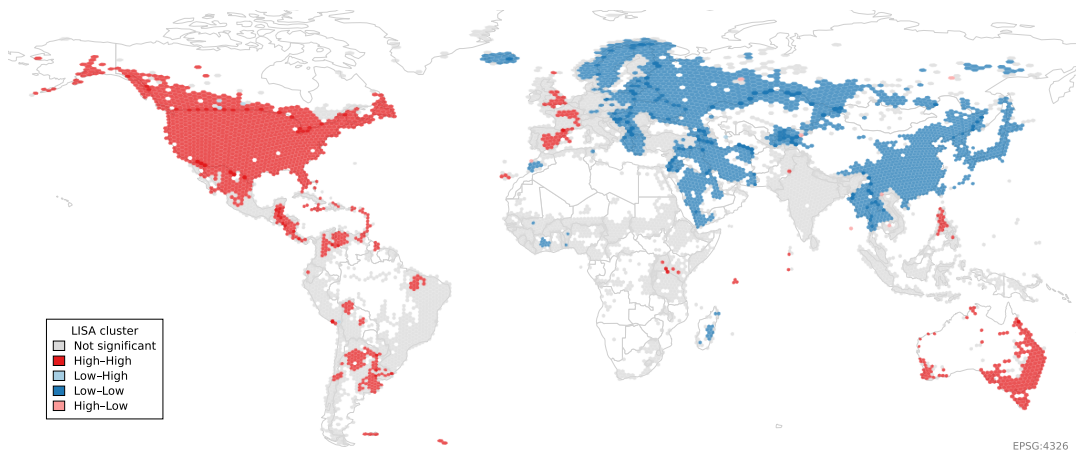 LISA cluster
Not significant
High–High
Low–High
Low–Low
High–Low
EPSG:4326